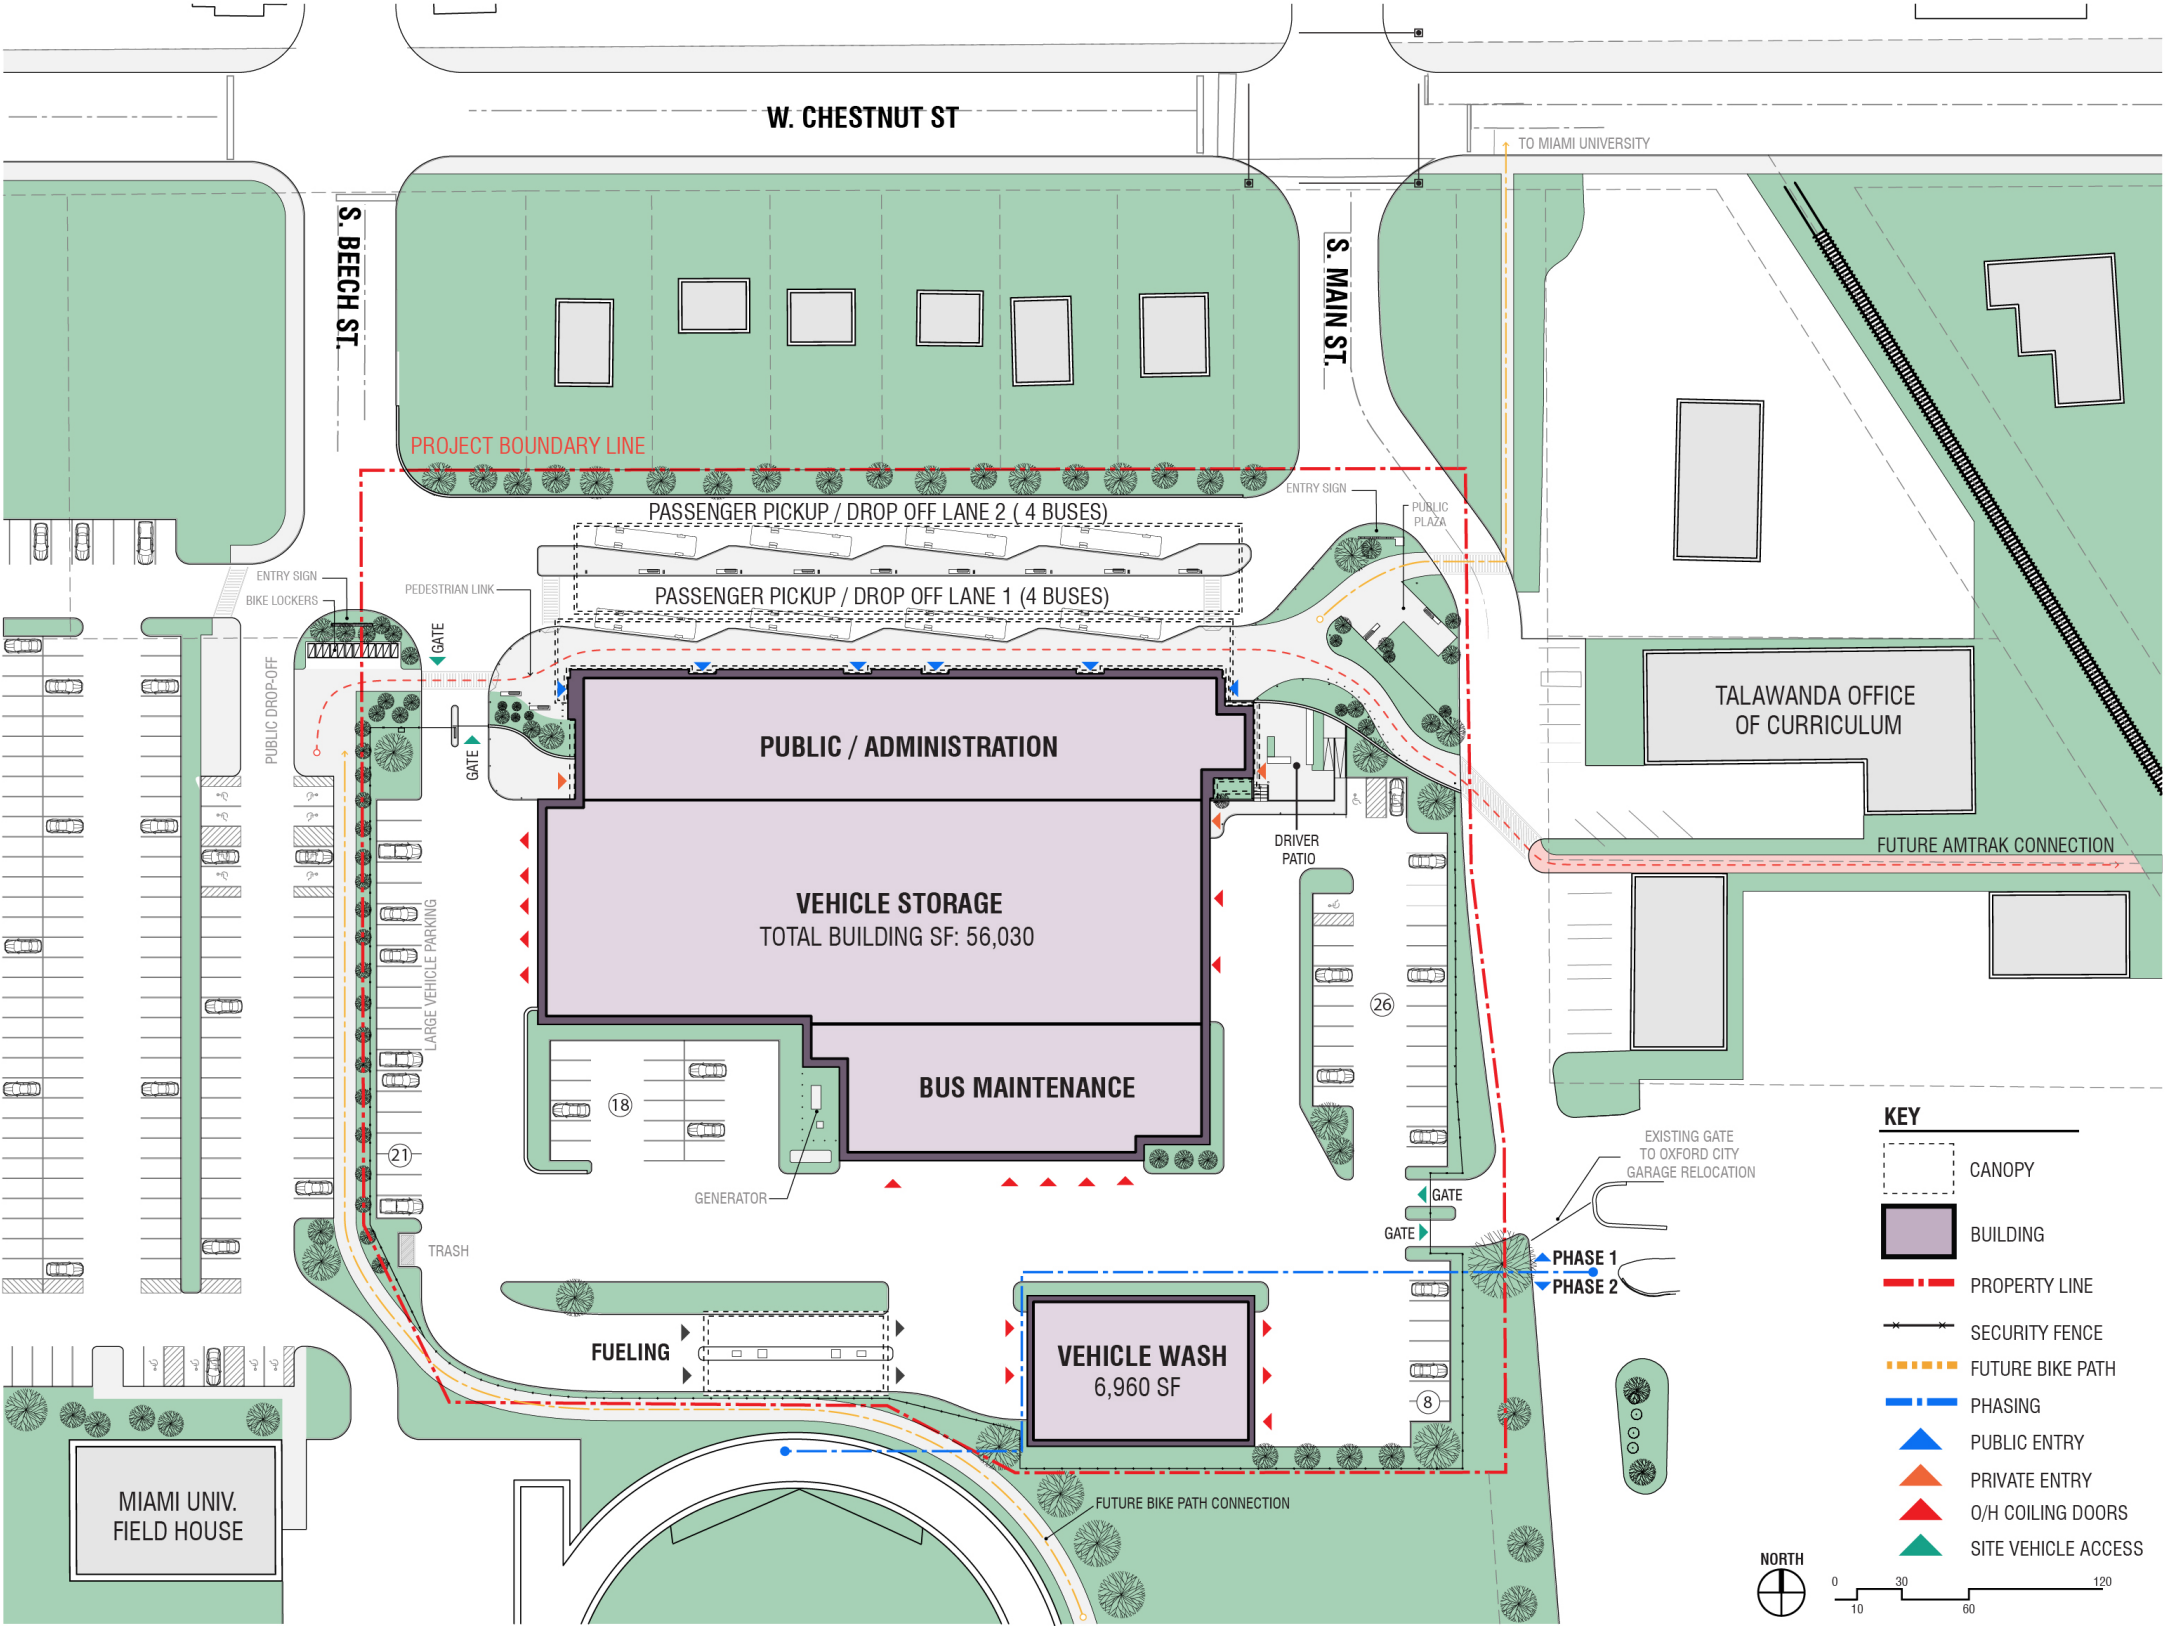 W. CHESTNUT ST
TO MIAMI UNIVERSITY
S. BEECH ST.
S. MAIN ST.
PROJECT BOUNDARY LINE
ENTRY SIGN
PUBLIC
PLAZA
PASSENGER PICKUP / DROP OFF LANE 2 ( 4 BUSES)
ENTRY SIGN
BIKE LOCKERS
PEDESTRIAN LINK
PASSENGER PICKUP / DROP OFF LANE 1 (4 BUSES)
GATE
PUBLIC DROP-OFF
GATE
PUBLIC / ADMINISTRATION
TALAWANDA OFFICE
OF CURRICULUM
DRIVER
PATIO
FUTURE AMTRAK CONNECTION
LARGE VEHICLE PARKING
VEHICLE STORAGE
TOTAL BUILDING SF: 56,030
26
18
BUS MAINTENANCE
21
GENERATOR
TRASH
GATE
GATE
EXISTING GATE
TO OXFORD CITY
GARAGE RELOCATION
PHASE 1
PHASE 2
FUELING
VEHICLE WASH
6,960 SF
8
MIAMI UNIV.
FIELD HOUSE
FUTURE BIKE PATH CONNECTION
KEY
CANOPY
BUILDING
PROPERTY LINE
SECURITY FENCE
FUTURE BIKE PATH
PHASING
PUBLIC ENTRY
PRIVATE ENTRY
O/H COILING DOORS
SITE VEHICLE ACCESS
NORTH
0
30
120
10
60